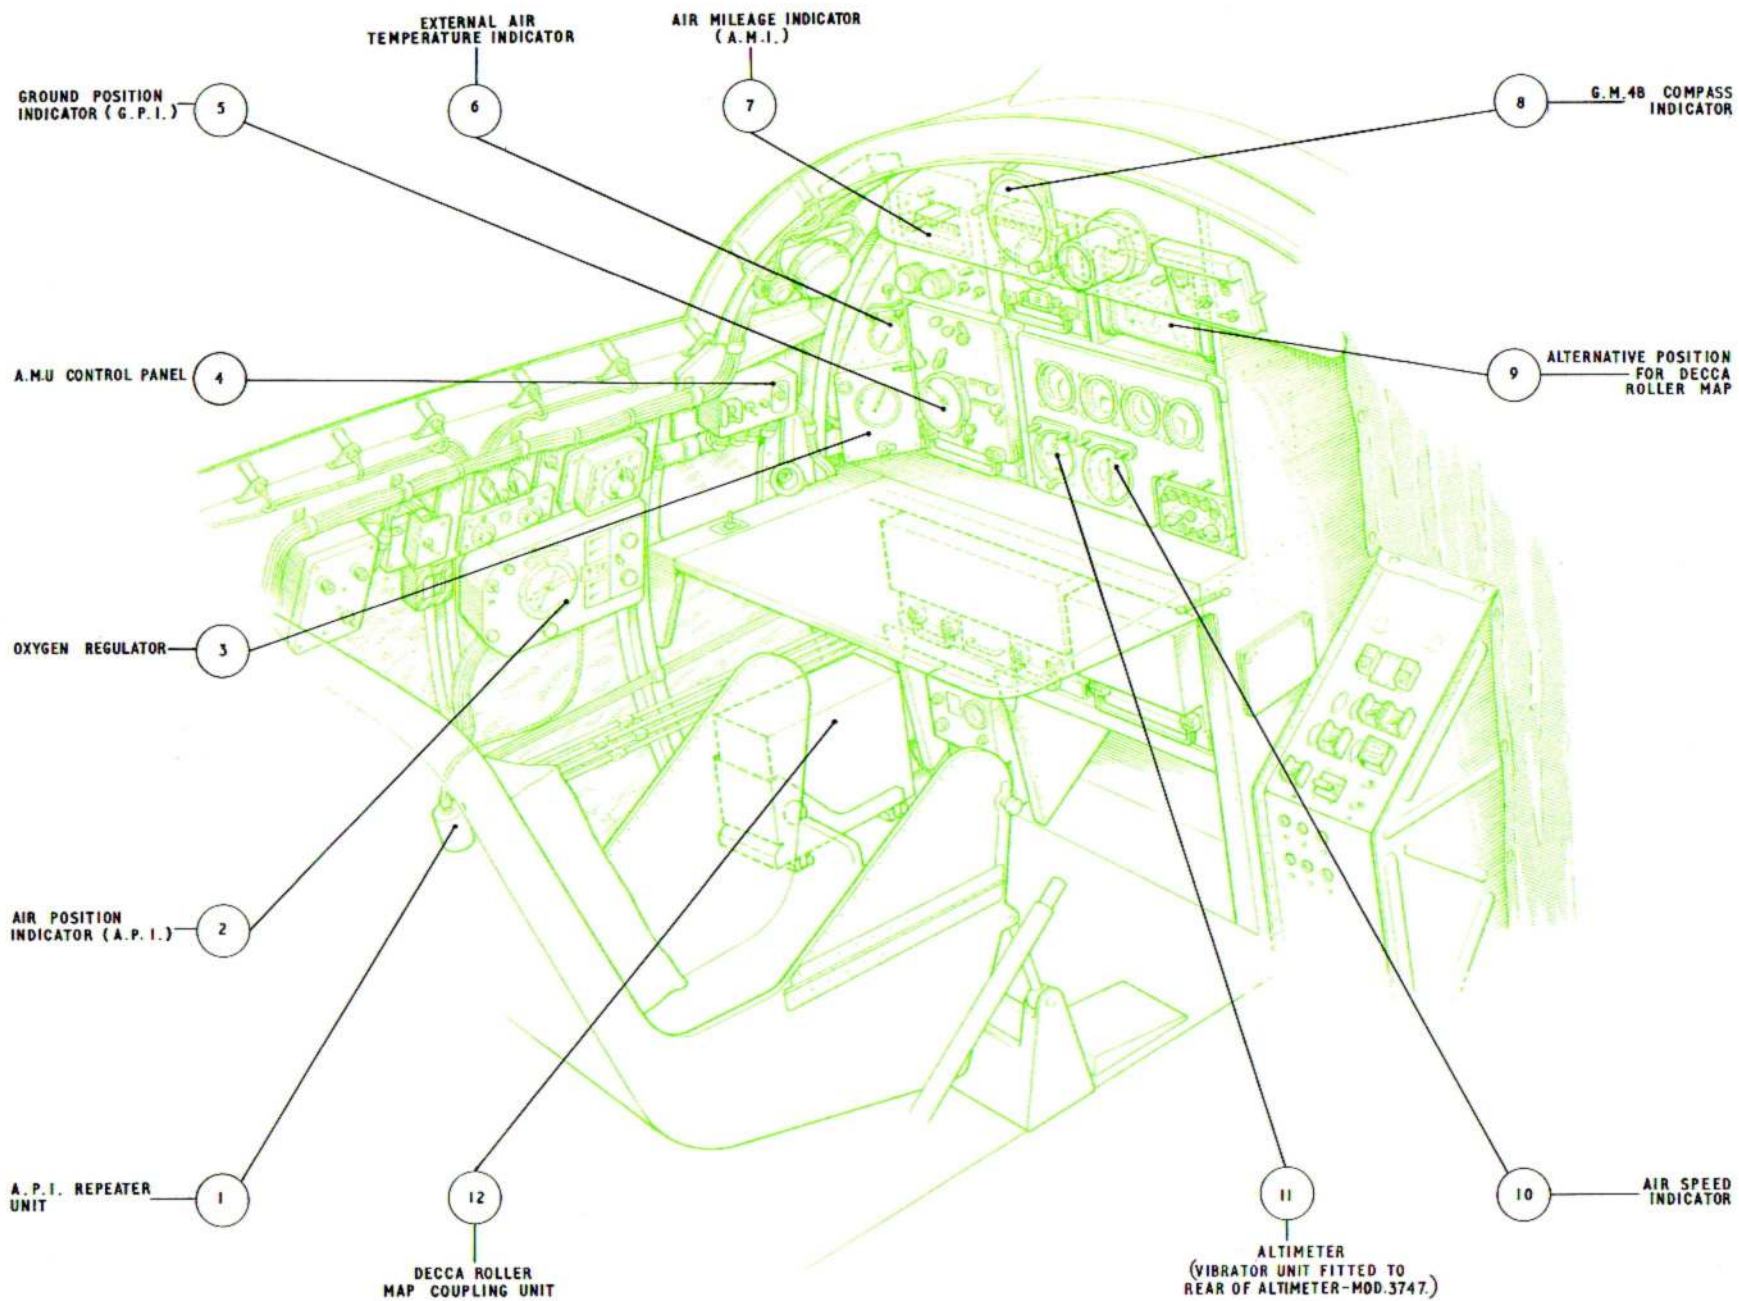 EXTERNAL AIR
TEMPERATURE INDICATOR
6
AIR MILEAGE INDICATOR
(A.M.I.)
7
GROUND POSITION
INDICATOR (G.P.I.)
5
8
G.M.4B COMPASS
INDICATOR
A.M.U CONTROL PANEL
4
9
ALTERNATIVE POSITION
FOR DECCA
ROLLER MAP
OXYGEN REGULATOR
3
AIR POSITION
INDICATOR (A.P.I.)
2
A.P.I. REPEATER
UNIT
1
12
DECCA ROLLER
MAP COUPLING UNIT
11
ALTIMETER
(VIBRATOR UNIT FITTED TO
REAR OF ALTIMETER-MOD.3747.)
10
AIR SPEED
INDICATOR